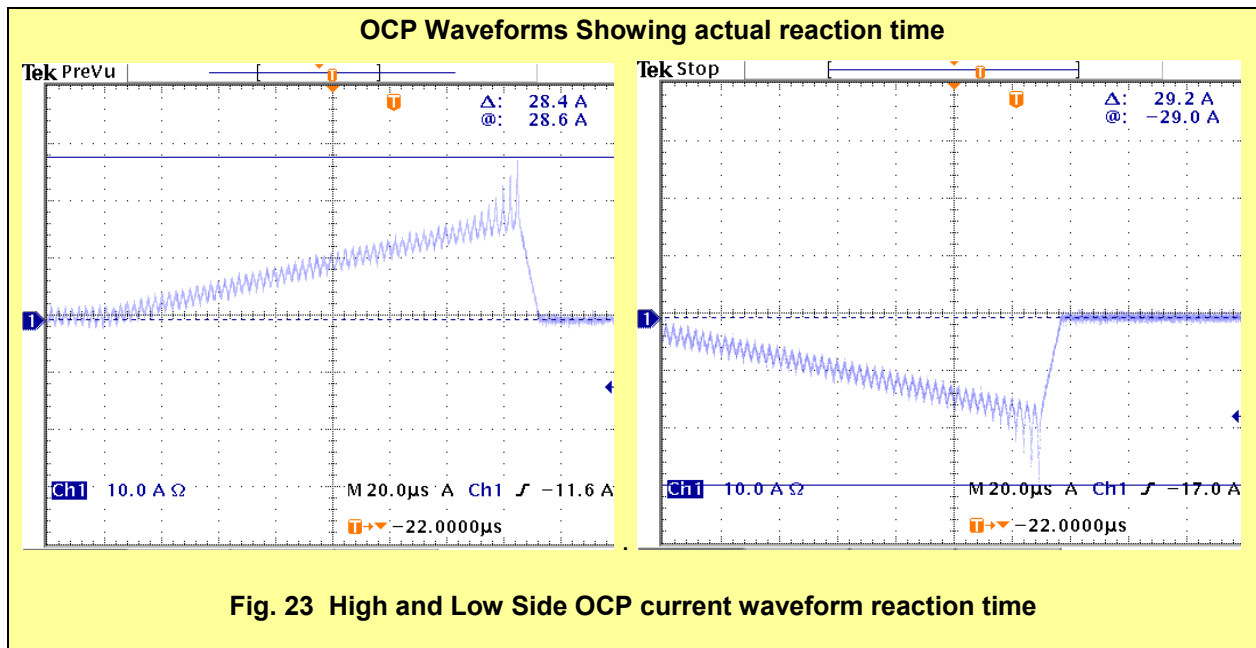 OCP Waveforms Showing actual reaction time
Tek PreVu
T
T
Δ: 28.4 A
@: 28.6 A
1
Ch1 10.0 A Ω
M 20.0µs A Ch1 ʃ −11.6 A
T→▼ −22.0000µs
Tek Stop
T
T
Δ: 29.2 A
@: −29.0 A
1
Ch1 10.0 A Ω
M 20.0µs A Ch1 ʃ −17.0 A
T→▼ −22.0000µs
.
Fig. 23 High and Low Side OCP current waveform reaction time